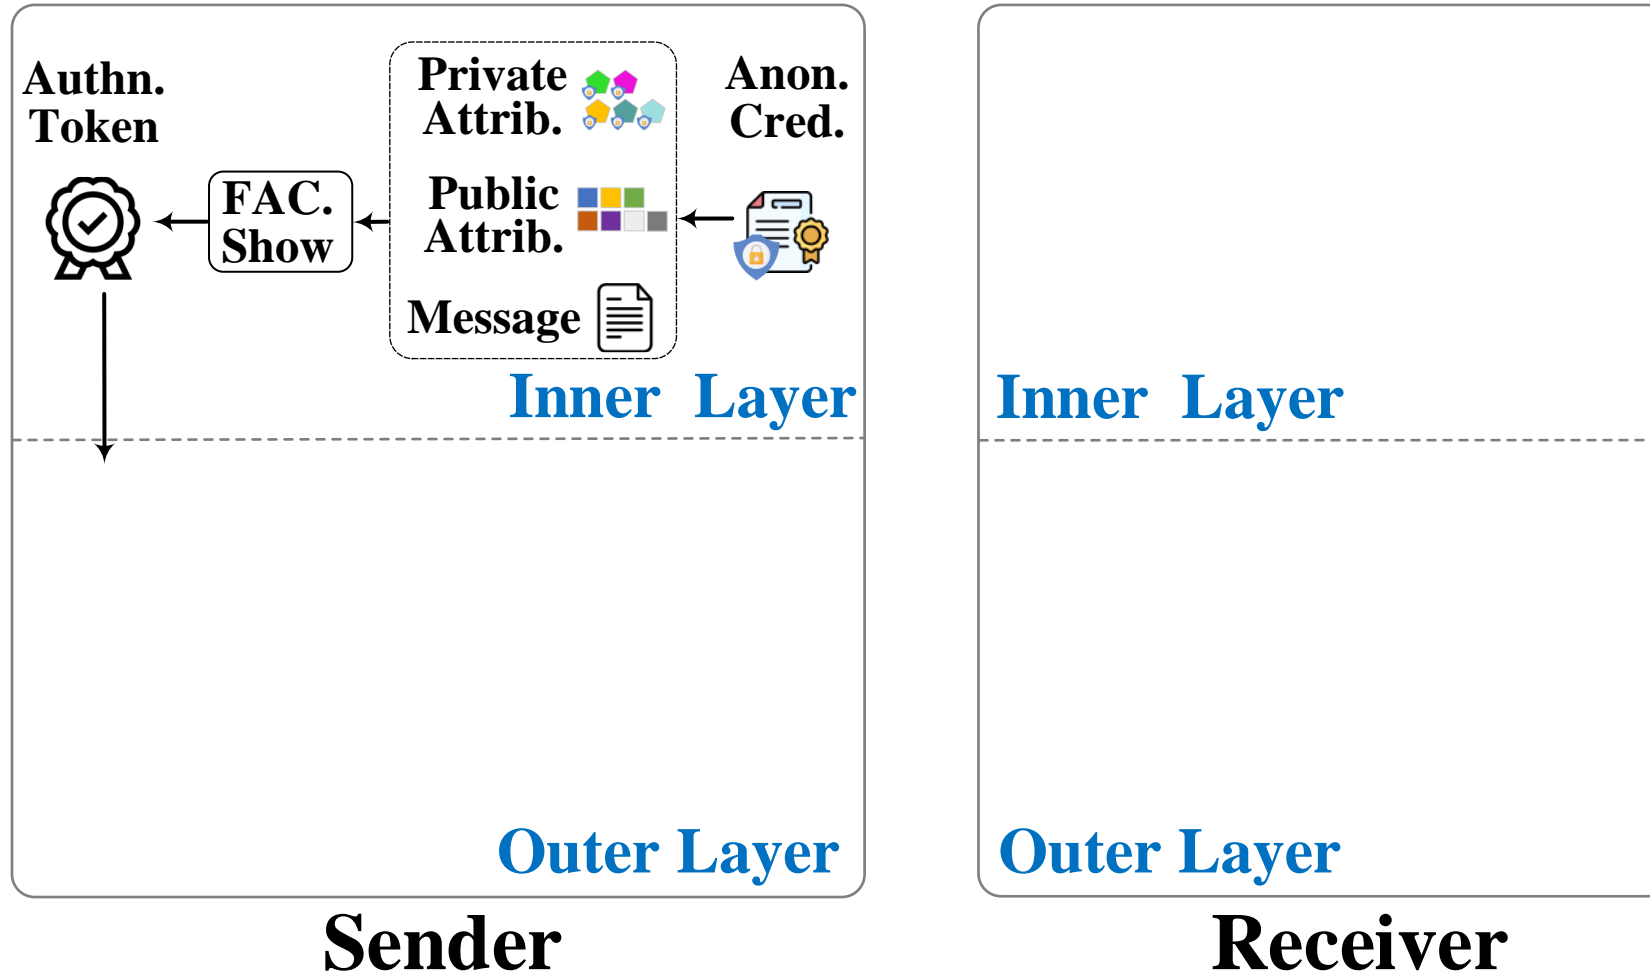 Authn.
Token
FAC.
Show
Private
Attrib.
Public
Attrib.
Message
Anon.
Cred.
Inner Layer
Outer Layer
Sender
Inner Layer
Outer Layer
Receiver